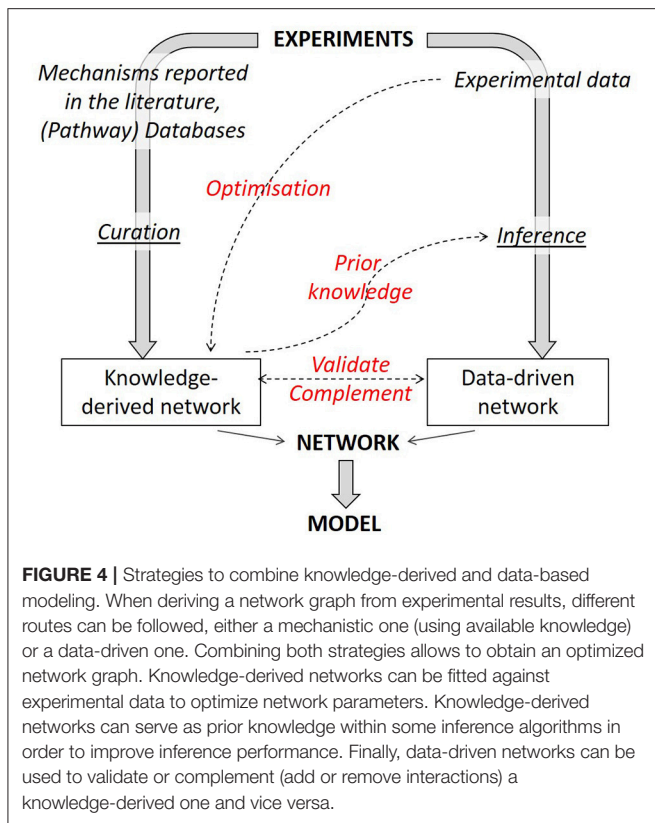 EXPERIMENTS
Mechanisms reported
in the literature,
(Pathway) Databases
Experimental data
Optimisation
Curation
Inference
Prior
knowledge
Knowledge-
derived network
Validate
Complement
Data-driven
network
NETWORK
MODEL
FIGURE 4 | Strategies to combine knowledge-derived and data-based
modeling. When deriving a network graph from experimental results, different
routes can be followed, either a mechanistic one (using available knowledge)
or a data-driven one. Combining both strategies allows to obtain an optimized
network graph. Knowledge-derived networks can be fitted against
experimental data to optimize network parameters. Knowledge-derived
networks can serve as prior knowledge within some inference algorithms in
order to improve inference performance. Finally, data-driven networks can be
used to validate or complement (add or remove interactions) a
knowledge-derived one and vice versa.